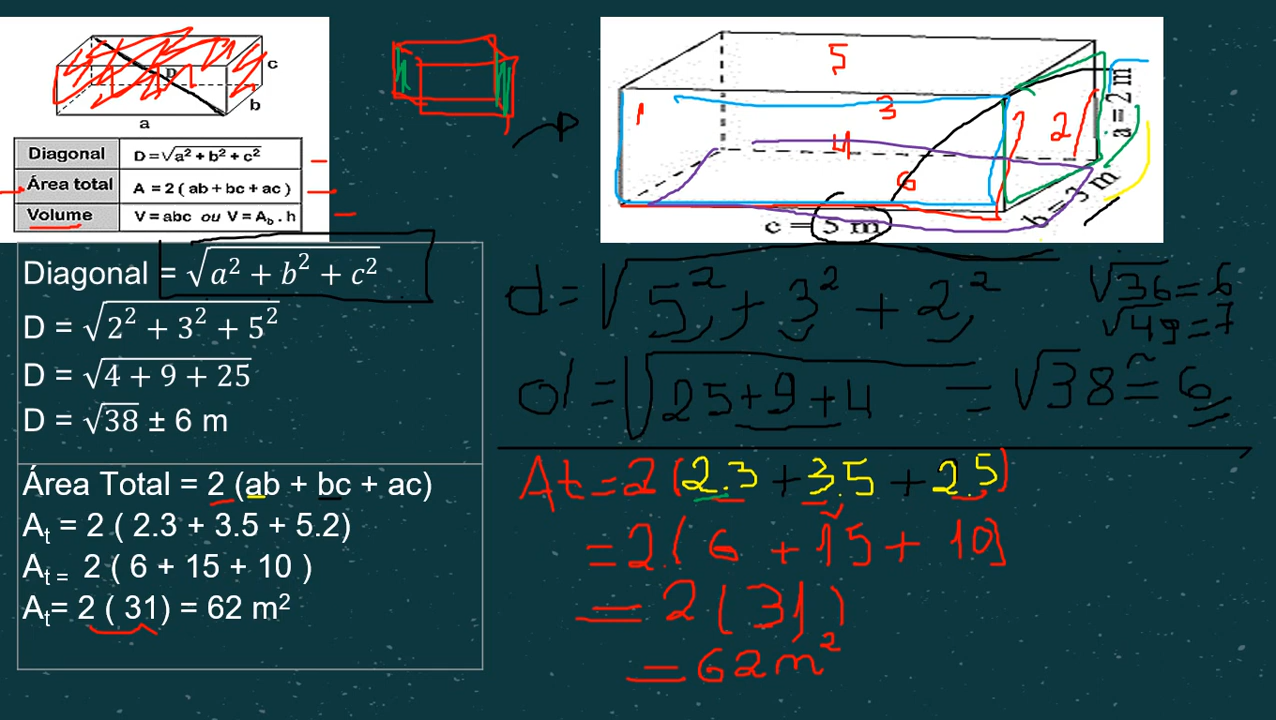 D
c
b
a
Diagonal D = √a² + b² + c²
Área total A = 2 ( ab + bc + ac )
Volume V = abc ou V = A_b . h
D
5
1
3
2
4
6
a = 2 m
b = 3 m
c = 5 m
Diagonal = √a² + b² + c²
D = √2² + 3² + 5²
D = √4 + 9 + 25
D = √38 ± 6 m
Área Total = 2 (ab + bc + ac)
A_t = 2 ( 2.3 + 3.5 + 5.2)
A_t = 2 ( 6 + 15 + 10 )
A_t= 2 ( 31) = 62 m²
d = √5² + 3² + 2²
√36 = 6
√49 = 7
d = √25+9+4 = √38 ≅ 6
At = 2 (2.3 + 3.5 + 2.5)
= 2.( 6 + 15 + 10)
= 2 (31)
= 62 m²